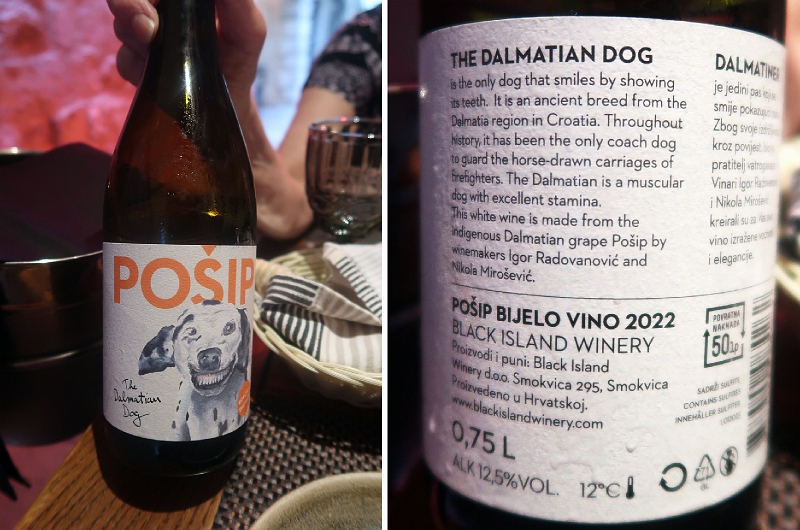 POŠIP
The
Dalmatian
Dog
THE DALMATIAN DOG
is the only dog that smiles by showing
its teeth. It is an ancient breed from the
Dalmatia region in Croatia. Throughout
history, it has been the only coach dog
to guard the horse-drawn carriages of
firefighters. The Dalmatian is a muscular
dog with excellent stamina.
This white wine is made from the
indigenous Dalmatian grape Pošip by
winemakers Igor Radovanović and
Nikola Mirošević.
DALMATINER
je jedini pas koji se
smije pokazujući
Zbog svoje
kroz povijest,
pratitelj
Vinari Igor Radovanović
i Nikola Mirošević
kreirali su za
vino izražene
i elegancije.
POŠIP BIJELO VINO 2022
BLACK ISLAND WINERY
Proizvodi i puni: Black Island
Winery d.o.o. Smokvica 295, Smokvica
Proizvedeno u Hrvatskoj.
www.blackislandwinery.com
0,75 L
ALK 12,5%VOL. 12°C
POVRATNA
NAKNADA
50lp
SADRŽI SULFITE
CONTAINS SULFITES
INNEHÅLLER SULFITER
GL